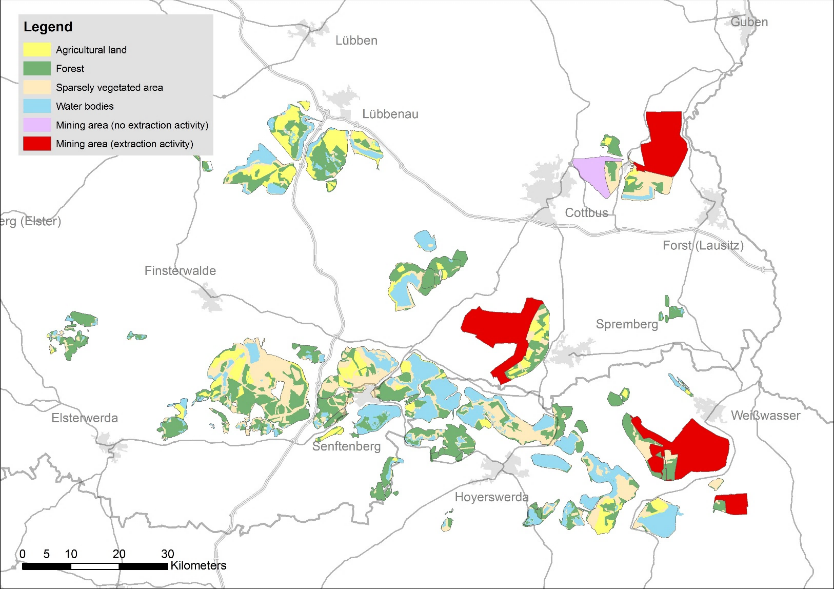 Legend
Agricultural land
Forest
Sparsely vegetated area
Water bodies
Mining area (no extraction activity)
Mining area (extraction activity)
Lübben
Guben
Lübbenau
Cottbus
erg (Elster)
Forst (Lausitz)
Finsterwalde
Spremberg
Elsterwerda
Weißwasser
Senftenberg
Hoyerswerda
0 5 10 20 30
Kilometers